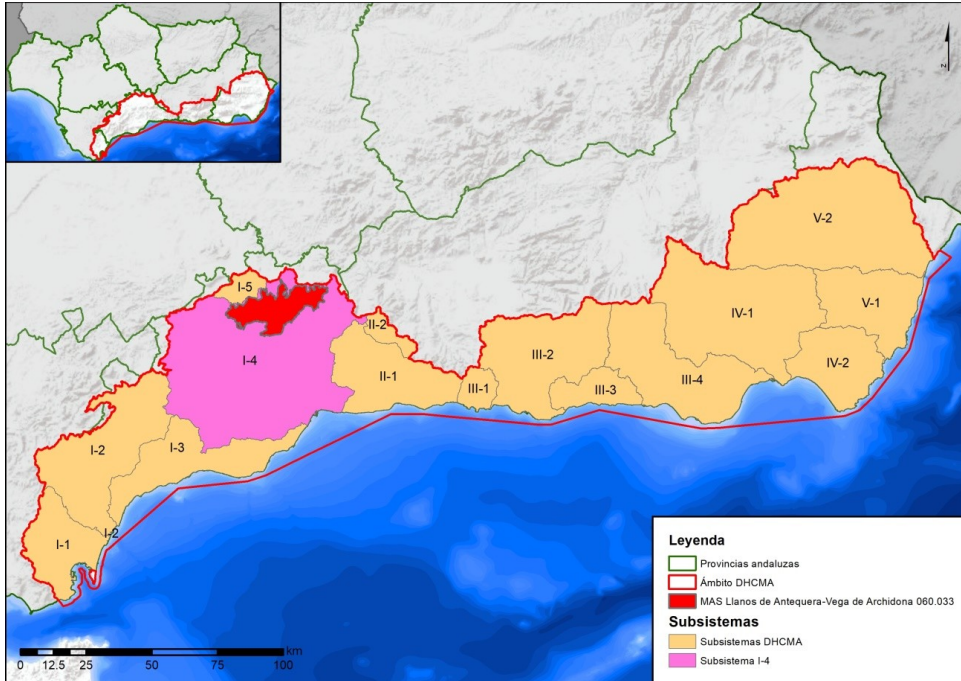 N
V-2
I-5
V-1
IV-1
II-2
III-2
I-4
IV-2
II-1
III-1
III-3
III-4
I-3
I-2
I-1
I-2
Leyenda
Provincias andaluzas
Ámbito DHCMA
MAS Llanos de Antequera-Vega de Archidona 060.033
Subsistemas
Subsistemas DHCMA
Subsistema I-4
km
0 12.5 25 50 75 100